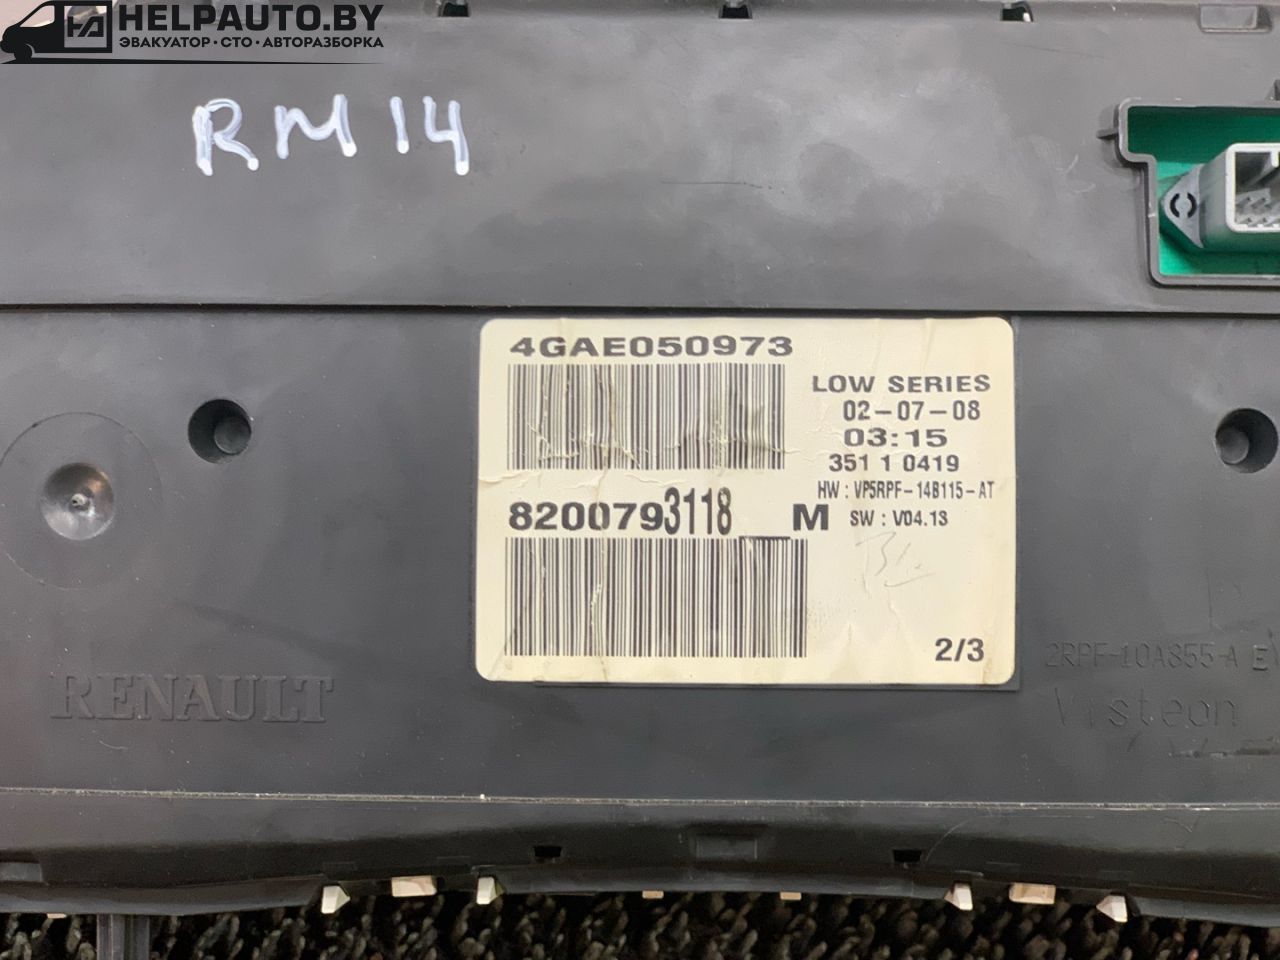 HELPAUTO.BY
ЭВАКУАТОР · СТО · АВТОРАЗБОРКА
RM14
4GAE050973
LOW SERIES
02-07-08
03:15
351 1 0419
HW : VP5RPF-14B115-AT
8200793118__M
SW : V04.13
2/3
RENAULT
2RPF-10A855-A E
Visteon